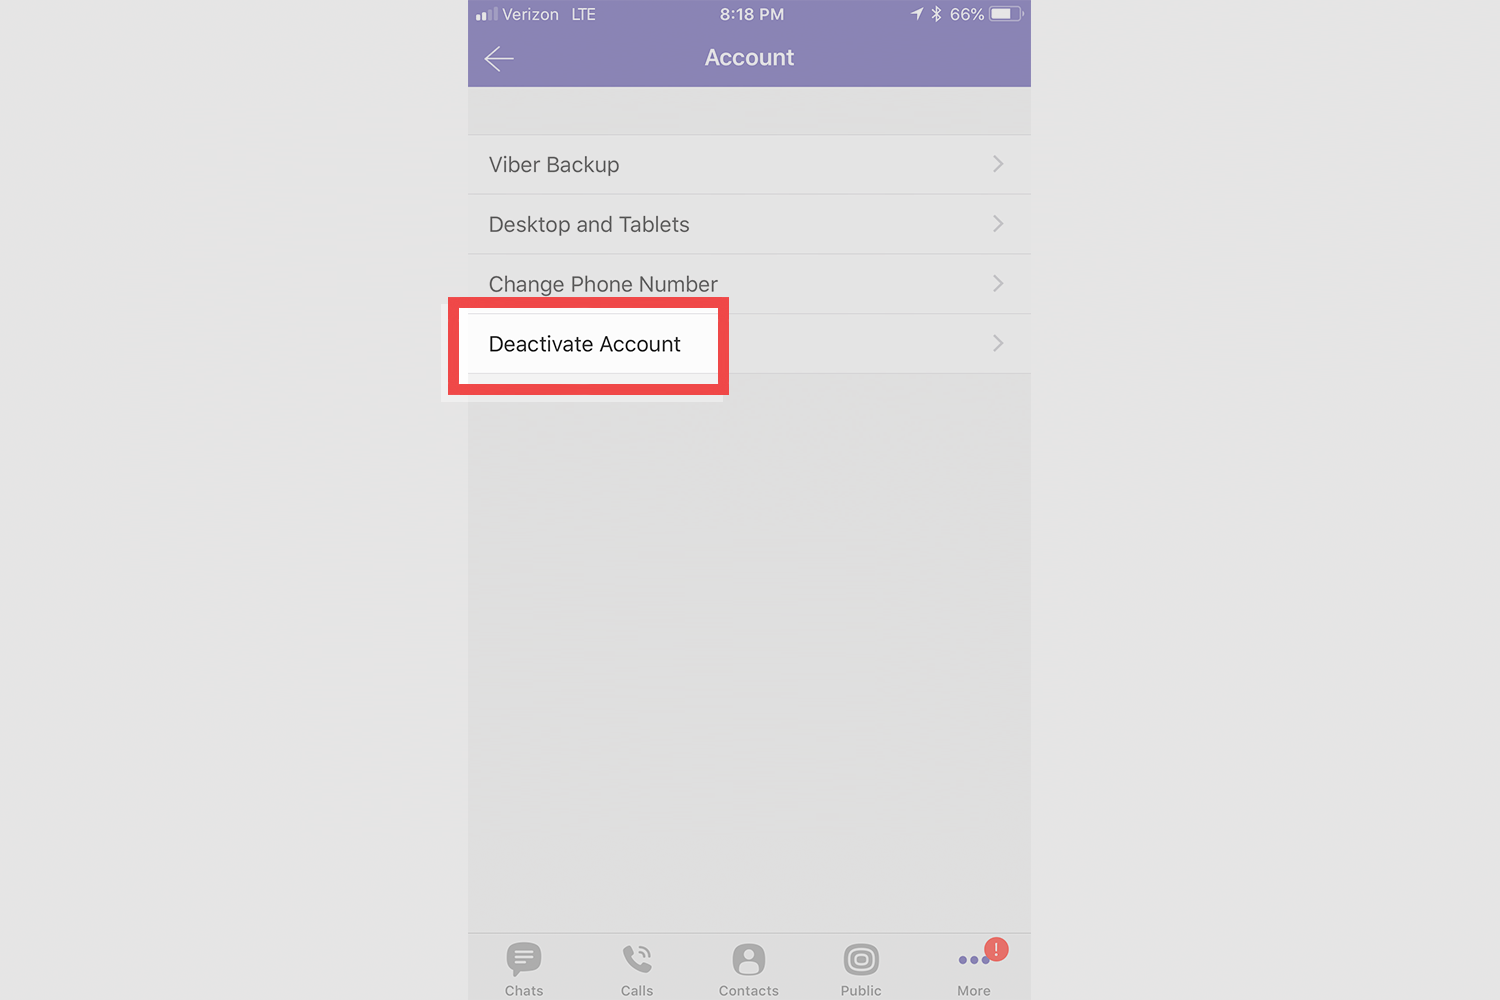 Verizon LTE 8:18 PM 66%
Account
Viber Backup
Desktop and Tablets
Change Phone Number
Deactivate Account
Chats Calls Contacts Public More